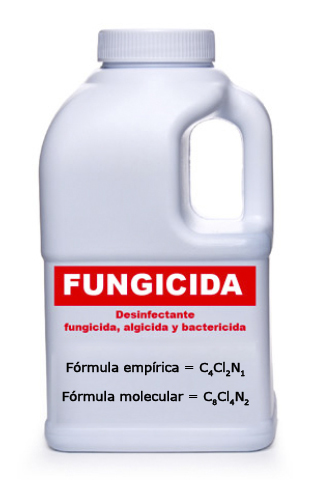 FUNGICIDA
Desinfectante
fungicida, algicida y bactericida
Fórmula empírica = C₄Cl₂N₁
Fórmula molecular = C₈Cl₄N₂